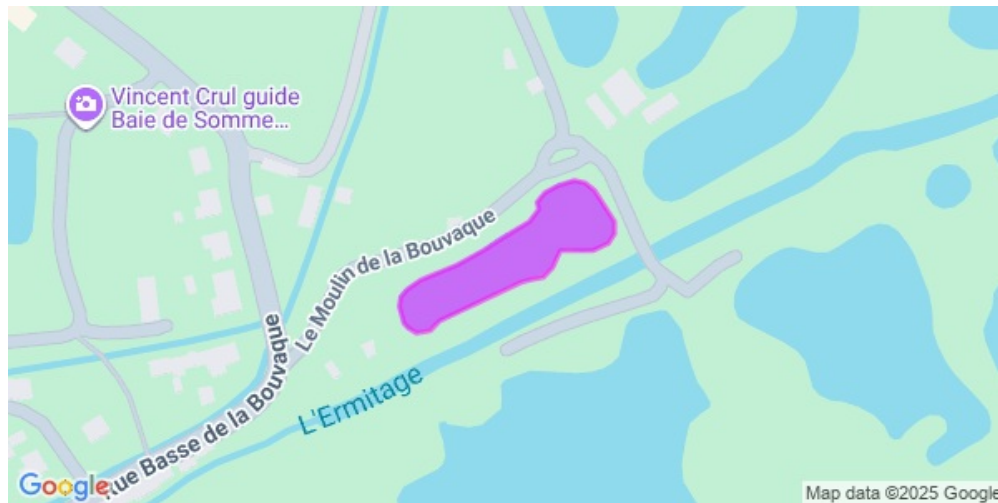 Vincent Crul guide
Baie de Somme...
Le Moulin de la Bouvaque
L'Ermitage
Rue Basse de la Bouvaque
Google
Map data ©2025 Google